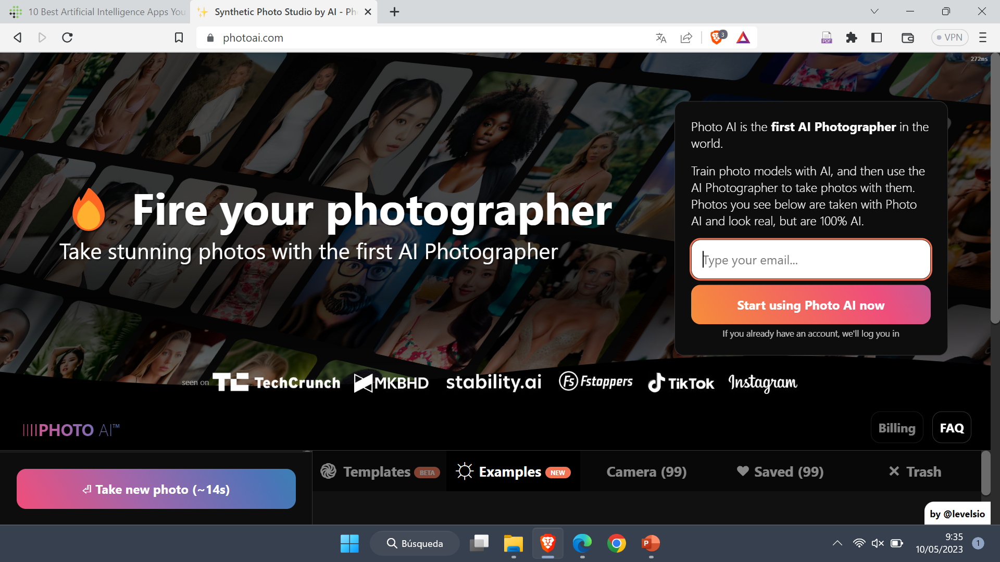 10 Best Artificial Intelligence Apps You
Synthetic Photo Studio by AI - Ph
photoai.com
3
PDF
VPN
272ms
Photo AI is the first AI Photographer in the
world.
Train photo models with AI, and then use the
AI Photographer to take photos with them.
Photos you see below are taken with Photo
AI and look real, but are 100% AI.
Fire your photographer
Take stunning photos with the first AI Photographer
Type your email...
Start using Photo AI now
If you already have an account, we'll log you in
seen on TC TechCrunch MKBHD stability.ai Fs Fstoppers TikTok Instagram
PHOTO AI™
Billing
FAQ
Take new photo (~14s)
Templates BETA
Examples NEW
Camera (99)
Saved (99)
Trash
by @levelsio
Búsqueda
P
9:35
10/05/2023
1